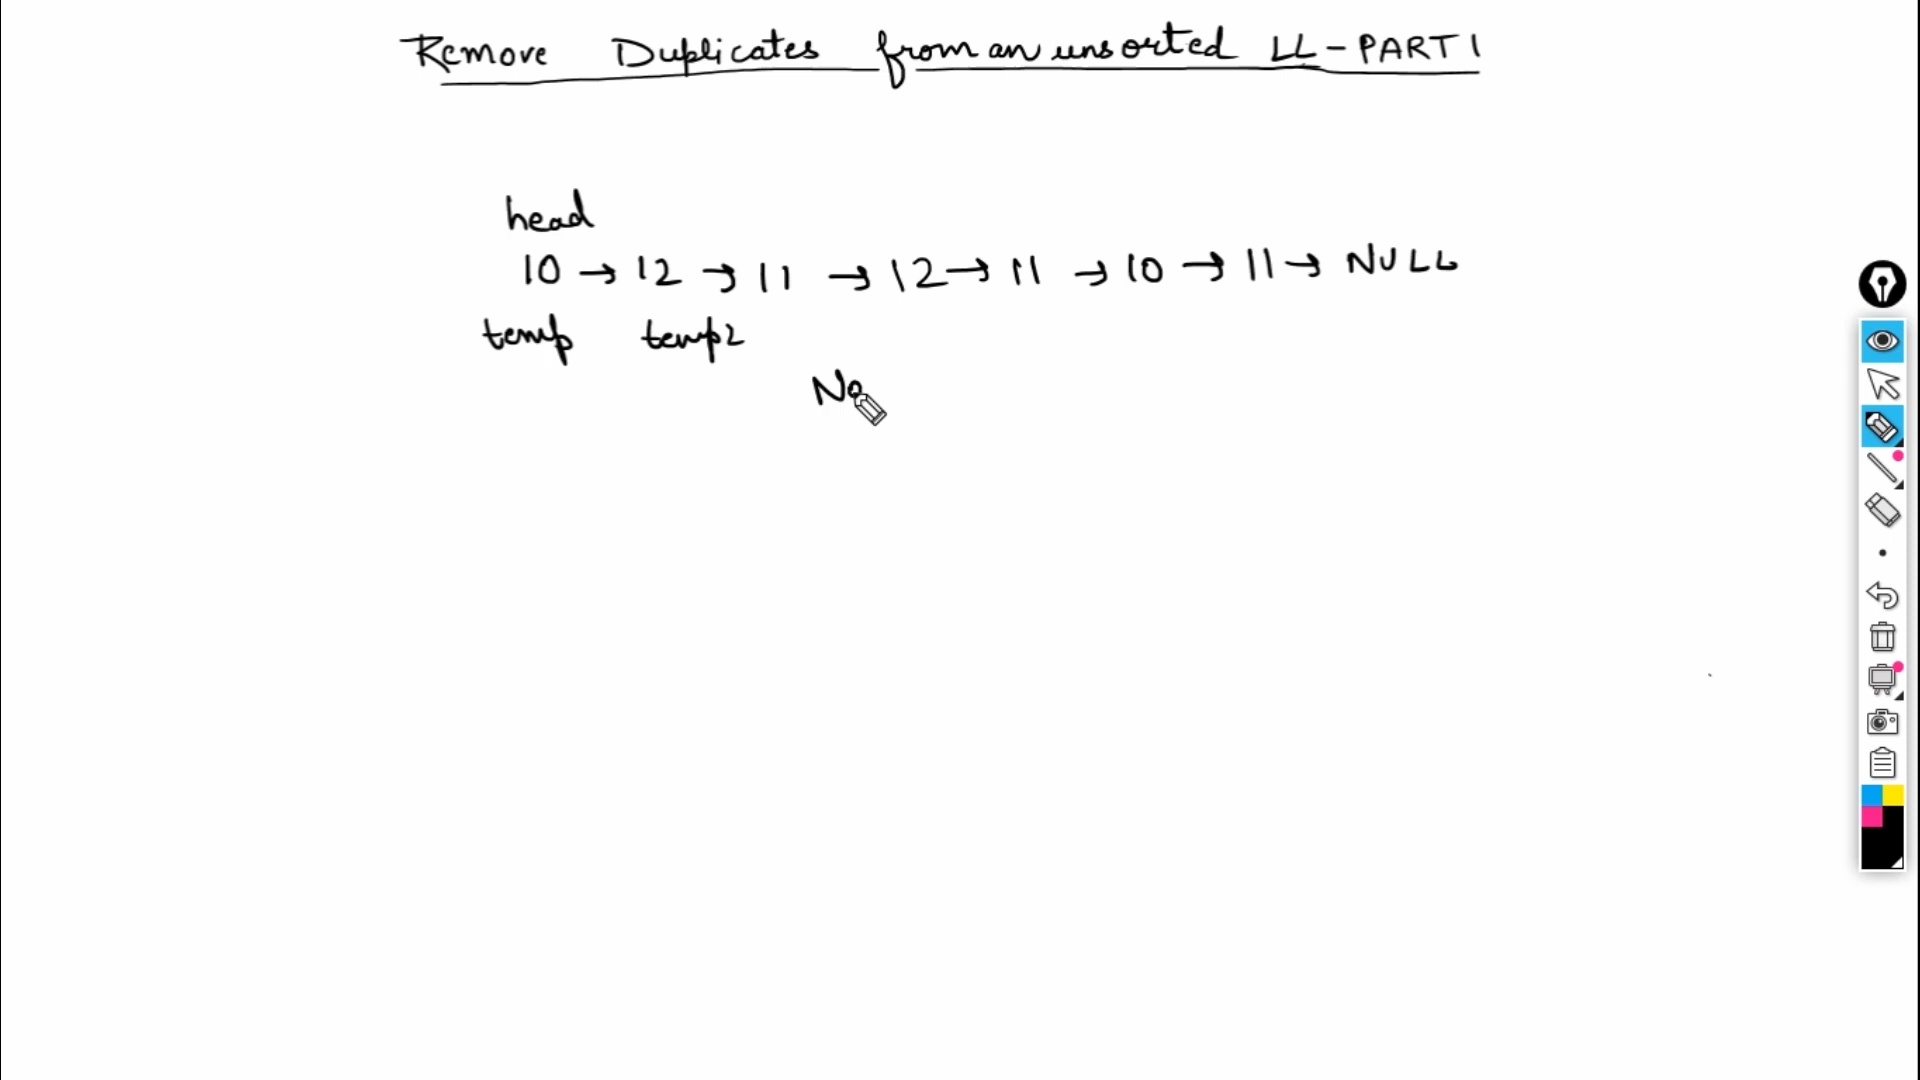 Remove Duplicates from an unsorted LL - PART 1
head
10 → 12 → 11 → 12 → 11 → 10 → 11 → NULL
temp temp2
No